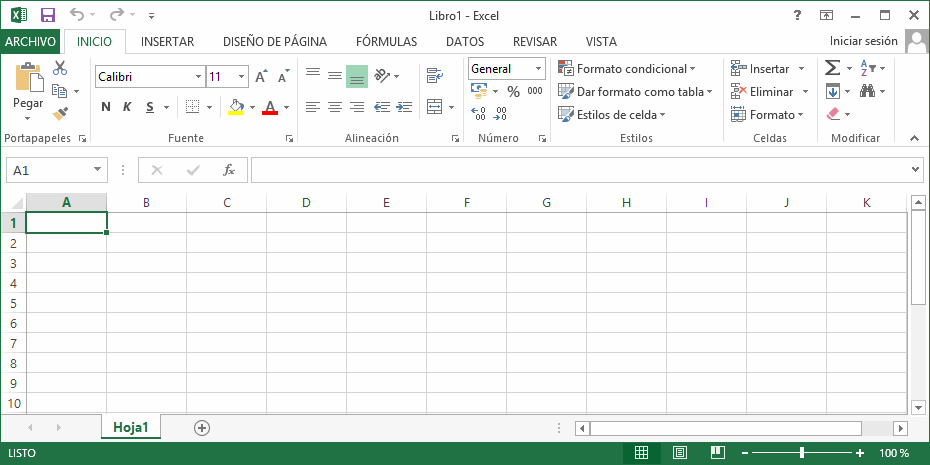 Libro1 - Excel
?
ARCHIVO INICIO INSERTAR DISEÑO DE PÁGINA FÓRMULAS DATOS REVISAR VISTA Iniciar sesión
Calibri 11 General Formato condicional Insertar
Pegar % 000 Dar formato como tabla Eliminar
N K S A Estilos de celda Formato
Portapapeles Fuente Alineación Número Estilos Celdas Modificar
A1 fx
A B C D E F G H I J K
1
2
3
4
5
6
7
8
9
10
Hoja1
LISTO 100 %